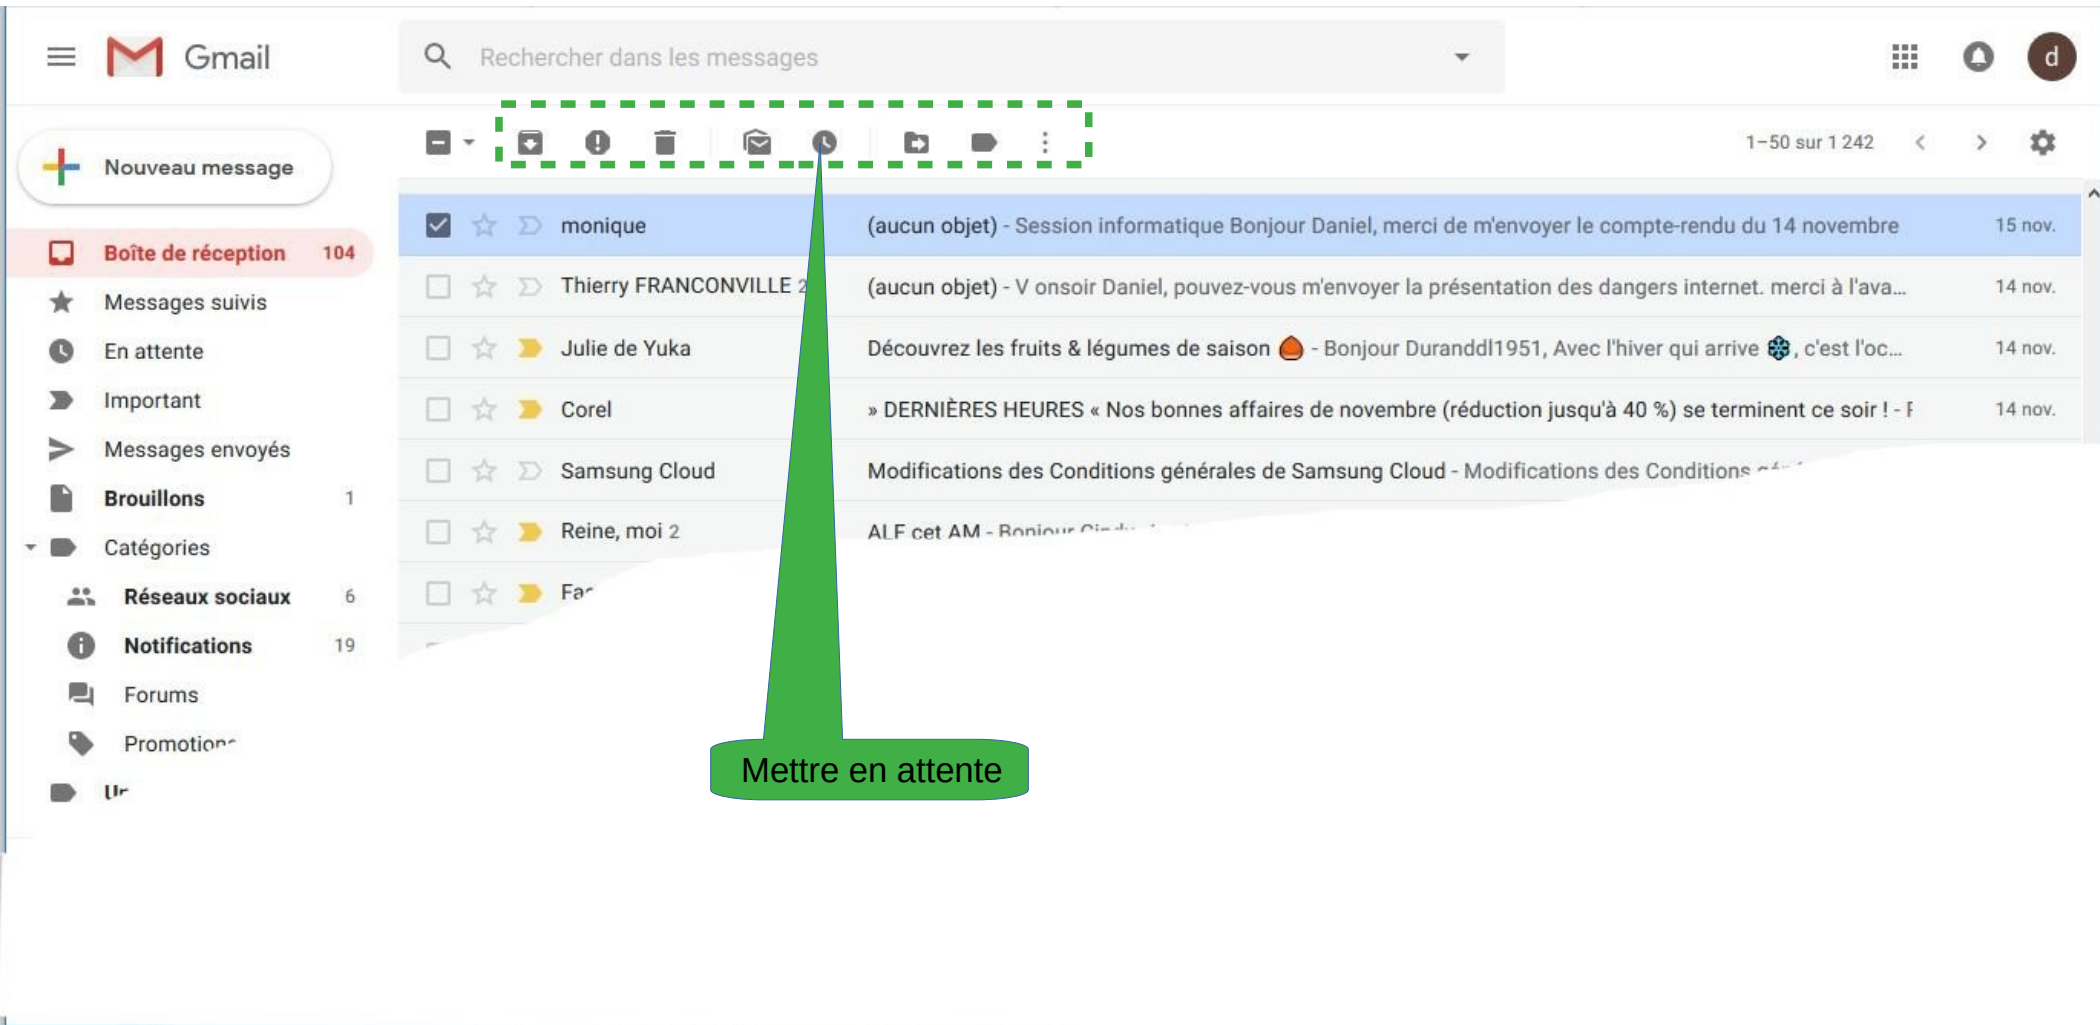 Gmail
Rechercher dans les messages
d
1–50 sur 1 242
Nouveau message
Boîte de réception 104
Messages suivis
En attente
Important
Messages envoyés
Brouillons 1
Catégories
Réseaux sociaux 6
Notifications 19
Forums
monique (aucun objet) - Session informatique Bonjour Daniel, merci de m'envoyer le compte-rendu du 14 novembre 15 nov.
Thierry FRANCONVILLE 2 (aucun objet) - V onsoir Daniel, pouvez-vous m'envoyer la présentation des dangers internet. merci à l'ava... 14 nov.
Julie de Yuka Découvrez les fruits & légumes de saison - Bonjour Duranddl1951, Avec l'hiver qui arrive , c'est l'oc... 14 nov.
Corel » DERNIÈRES HEURES « Nos bonnes affaires de novembre (réduction jusqu'à 40 %) se terminent ce soir ! - 14 nov.
Samsung Cloud Modifications des Conditions générales de Samsung Cloud - Modifications des Conditions
Reine, moi 2 ALF cet AM - Bonjour
Mettre en attente